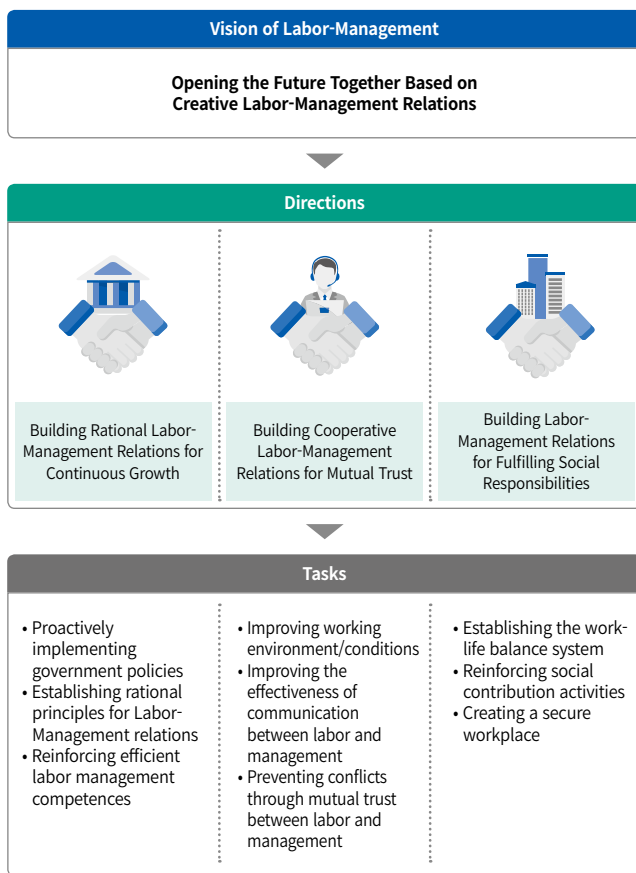 Vision of Labor-Management
Opening the Future Together Based on
Creative Labor-Management Relations
Directions
Building Rational Labor-
Management Relations for
Continuous Growth
Building Cooperative
Labor-Management
Relations for Mutual Trust
Building Labor-
Management Relations
for Fulfilling Social
Responsibilities
Tasks
• Proactively
implementing
government policies
• Establishing rational
principles for Labor-
Management relations
• Reinforcing efficient
labor management
competences
• Improving working
environment/conditions
• Improving the
effectiveness of
communication
between labor and
management
• Preventing conflicts
through mutual trust
between labor and
management
• Establishing the work-
life balance system
• Reinforcing social
contribution activities
• Creating a secure
workplace